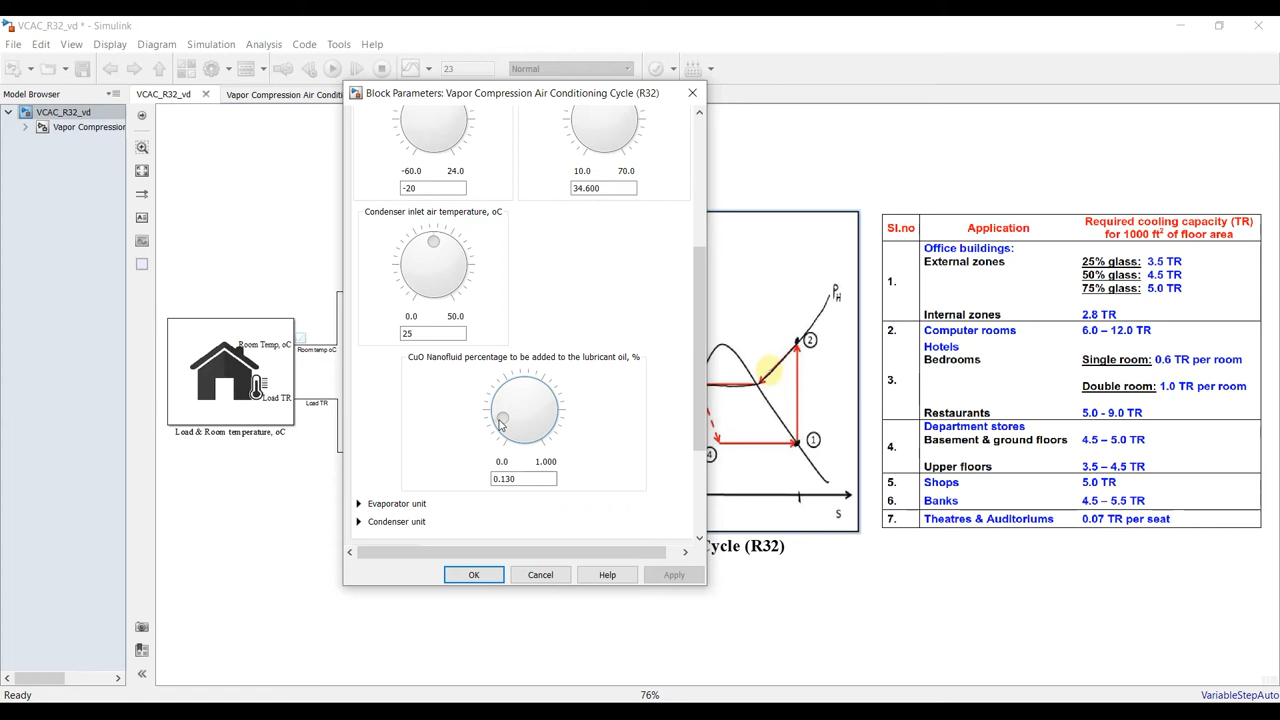 VCAC_R32_vd * - Simulink
File Edit View Display Diagram Simulation Analysis Code Tools Help
23 Normal
Model Browser
VCAC_R32_vd
Vapor Compression Air Conditi
VCAC_R32_vd
Vapor Compression
Room Temp, oC
Load TR
Load & Room temperature, oC
Room temp oC
Load TR
Block Parameters: Vapor Compression Air Conditioning Cycle (R32)
-60.0 24.0
-20
10.0 70.0
34.600
Condenser inlet air temperature, oC
0.0 50.0
25
CuO Nanofluid percentage to be added to the lubricant oil, %
0.0 1.000
0.130
Evaporator unit
Condenser unit
OK Cancel Help Apply
PH
2
1
4
S
Cycle (R32)
Sl.no Application Required cooling capacity (TR)
for 1000 ft2 of floor area
1. Office buildings:
External zones 25% glass: 3.5 TR
50% glass: 4.5 TR
75% glass: 5.0 TR
Internal zones 2.8 TR
2. Computer rooms 6.0 – 12.0 TR
3. Hotels
Bedrooms Single room: 0.6 TR per room
Double room: 1.0 TR per room
Restaurants 5.0 - 9.0 TR
4. Department stores
Basement & ground floors 4.5 – 5.0 TR
Upper floors 3.5 – 4.5 TR
5. Shops 5.0 TR
6. Banks 4.5 – 5.5 TR
7. Theatres & Auditoriums 0.07 TR per seat
Ready 76% VariableStepAuto